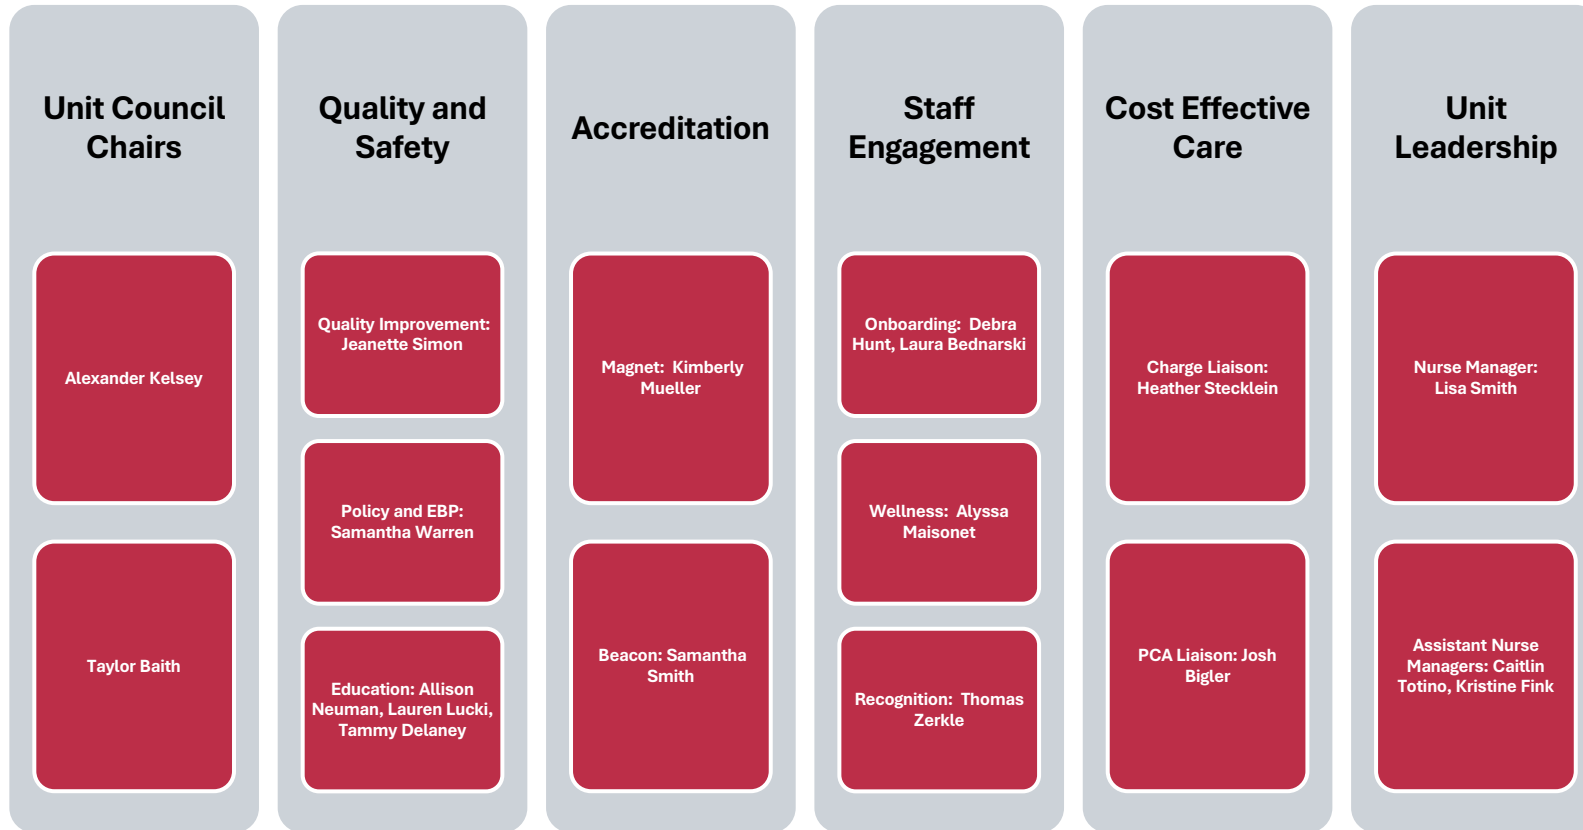 Unit Council
Chairs
Alexander Kelsey
Taylor Baith
Quality and
Safety
Quality Improvement:
Jeanette Simon
Policy and EBP:
Samantha Warren
Education: Allison
Neuman, Lauren Lucki,
Tammy Delaney
Accreditation
Magnet:  Kimberly
Mueller
Beacon: Samantha
Smith
Staff
Engagement
Onboarding:  Debra
Hunt, Laura Bednarski
Wellness:  Alyssa
Maisonet
Recognition:  Thomas
Zerkle
Cost Effective
Care
Charge Liaison:
Heather Stecklein
PCA Liaison: Josh
Bigler
Unit
Leadership
Nurse Manager:
Lisa Smith
Assistant Nurse
Managers: Caitlin
Totino, Kristine Fink